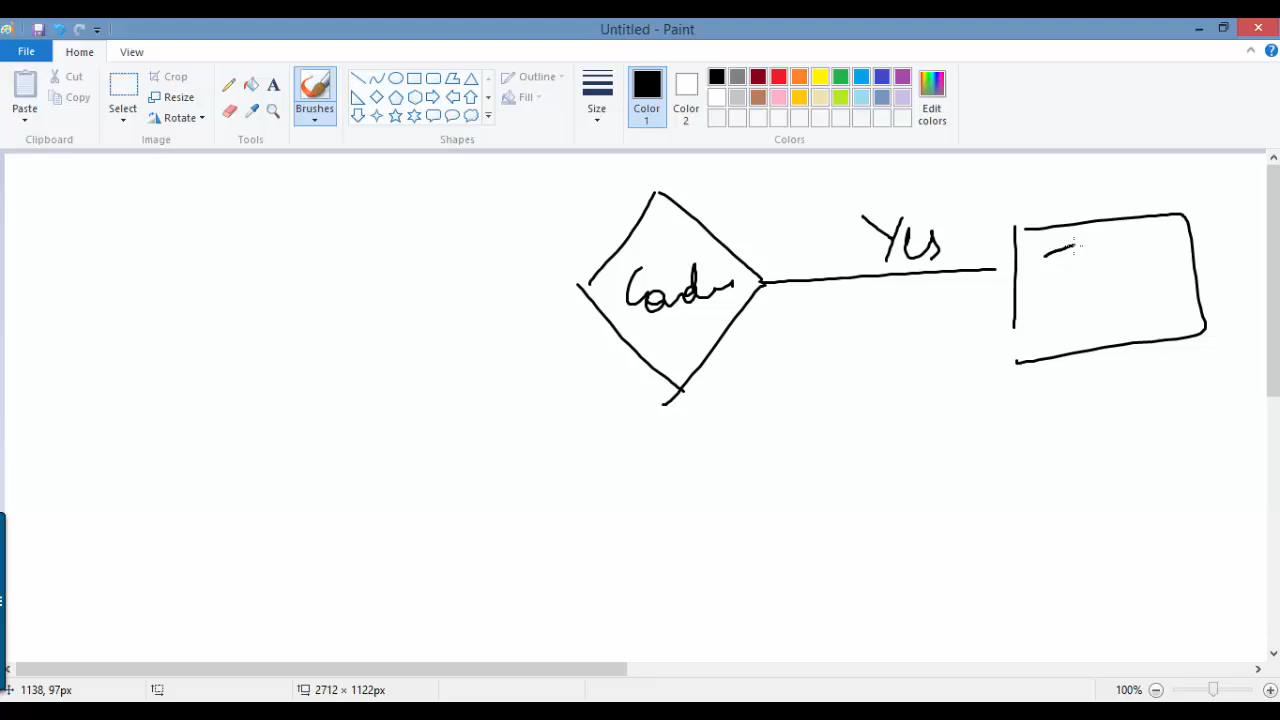 Untitled - Paint
File Home View
Paste
Cut
Copy
Clipboard
Select
Crop
Resize
Rotate
Image
Tools
Brushes
Shapes
Outline
Fill
Size
Color 1
Color 2
Edit colors
Colors
Yes
1138, 97px 2712 × 1122px 100%